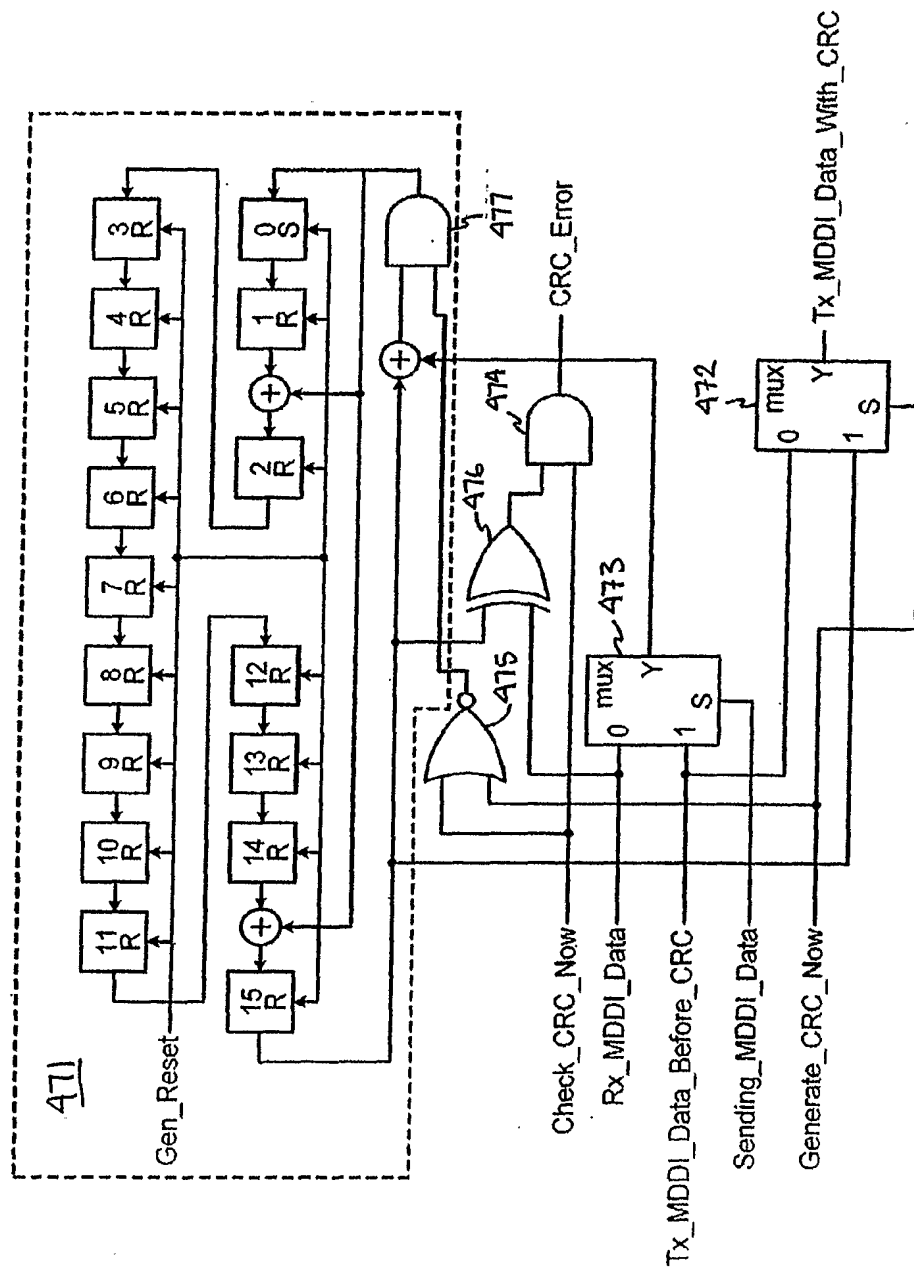 471
Gen_Reset
11 R
10 R
9 R
8 R
7 R
6 R
5 R
4 R
3 R
15 R
+
14 R
13 R
12 R
2 R
+
1 R
0 S
+
477
475
476
474
CRC_Error
473
mux
0
1
Y
S
472
mux
0
1
Y
S
Tx_MDDI_Data_With_CRC
Check_CRC_Now
Rx_MDDI_Data
Tx_MDDI_Data_Before_CRC
Sending_MDDI_Data
Generate_CRC_Now